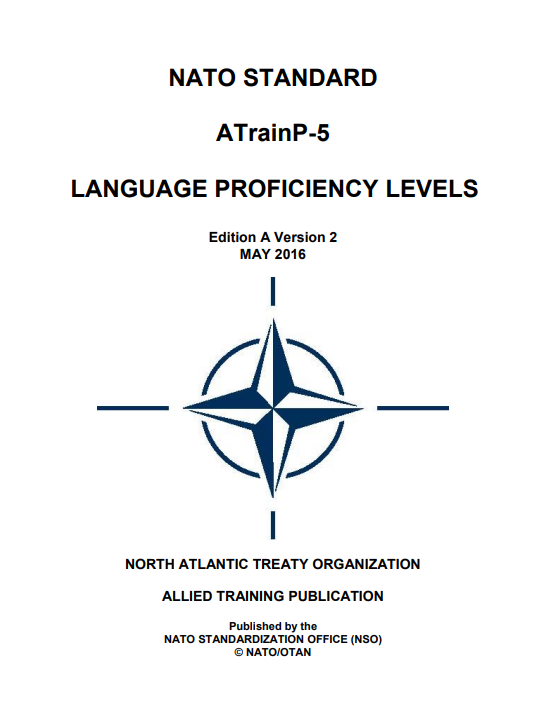 NATO STANDARD
ATrainP-5
LANGUAGE PROFICIENCY LEVELS
Edition A Version 2
MAY 2016
NORTH ATLANTIC TREATY ORGANIZATION
ALLIED TRAINING PUBLICATION
Published by the
NATO STANDARDIZATION OFFICE (NSO)
© NATO/OTAN